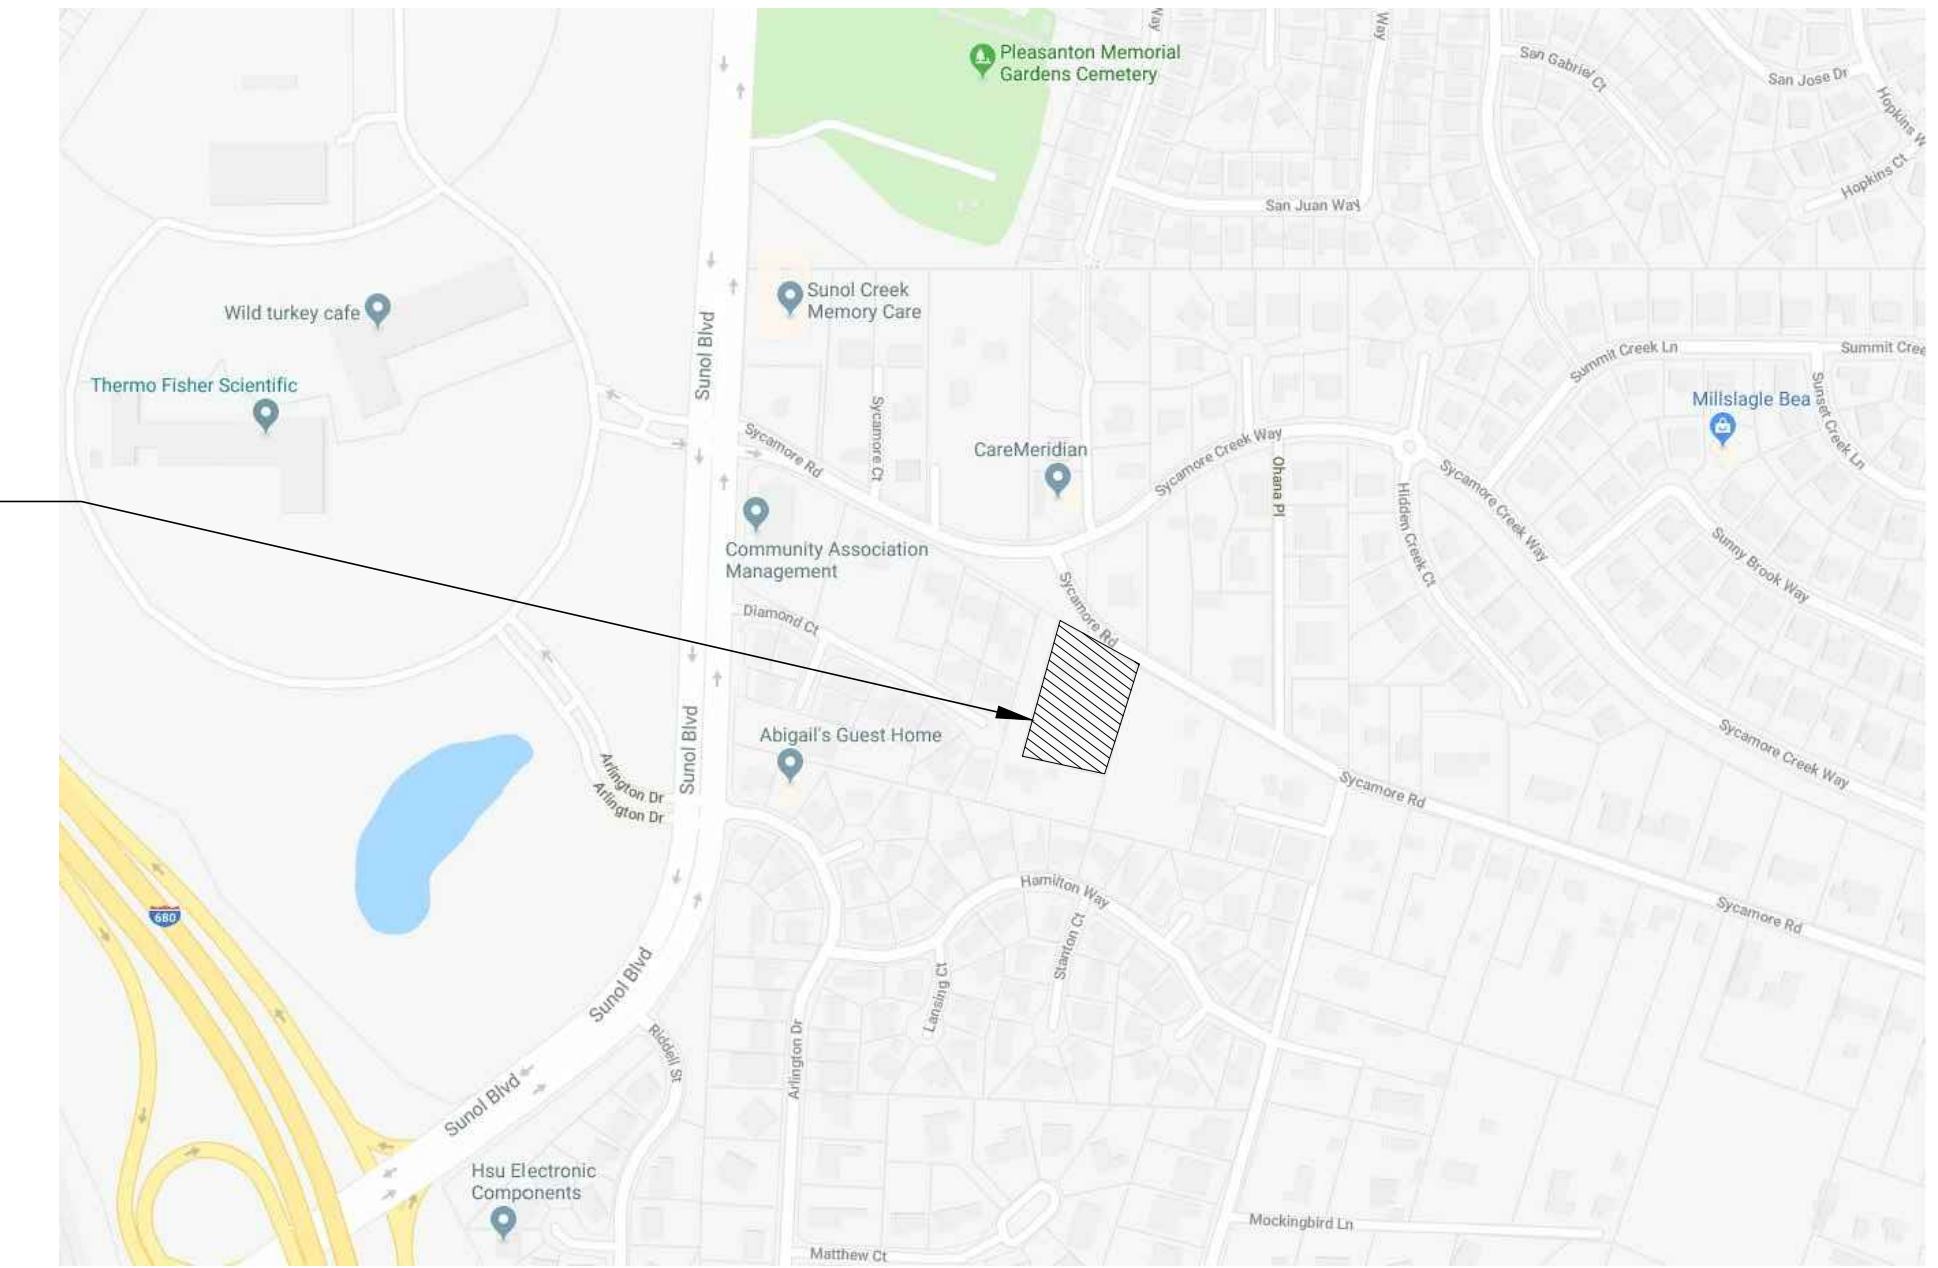 Way
Way
Pleasanton Memorial
Gardens Cemetery
San Gabriel Ct
San Jose Dr
Hopkins W
Hopkins Ct
San Juan Way
Wild turkey cafe
Sunol Creek
Memory Care
Sunol Blvd
Thermo Fisher Scientific
Summit Creek Ln
Summit Cree
Sunset Creek Ln
Millslagle Bea
Sycamore Rd
Sycamore Ct
CareMeridian
Sycamore Creek Way
Ohana Pl
Hidden Creek Ct
Sycamore Creek Way
Sunny Brook Way
Community Association
Management
Sycamore Rd
Diamond Ct
Sunol Blvd
Abigail's Guest Home
Arlington Dr
Arlington Dr
Sycamore Creek Way
Sycamore Rd
Hamilton Way
Sycamore Rd
680
Stanton Ct
Lansing Ct
Sunol Blvd
Riddell St
Arlington Dr
Sunol Blvd
Hsu Electronic
Components
Mockingbird Ln
Matthew Ct